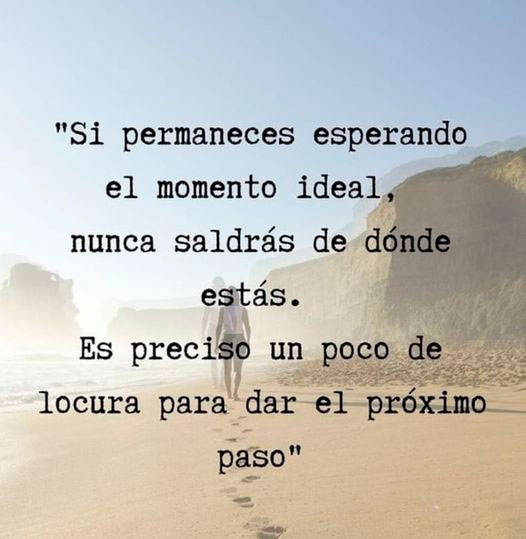 "Si permaneces esperando
el momento ideal,
nunca saldrás de dónde
estás.
Es preciso un poco de
locura para dar el próximo
paso"